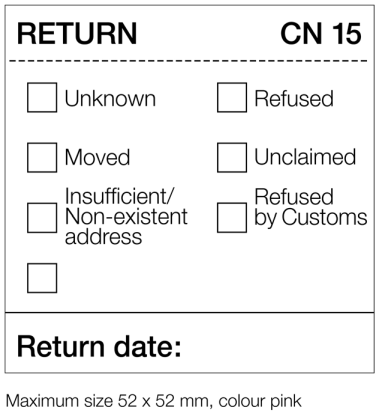 RETURN CN 15
Unknown
Refused
Moved
Unclaimed
Insufficient/
Non-existent
address
Refused
by Customs
Return date:
Maximum size 52 x 52 mm, colour pink